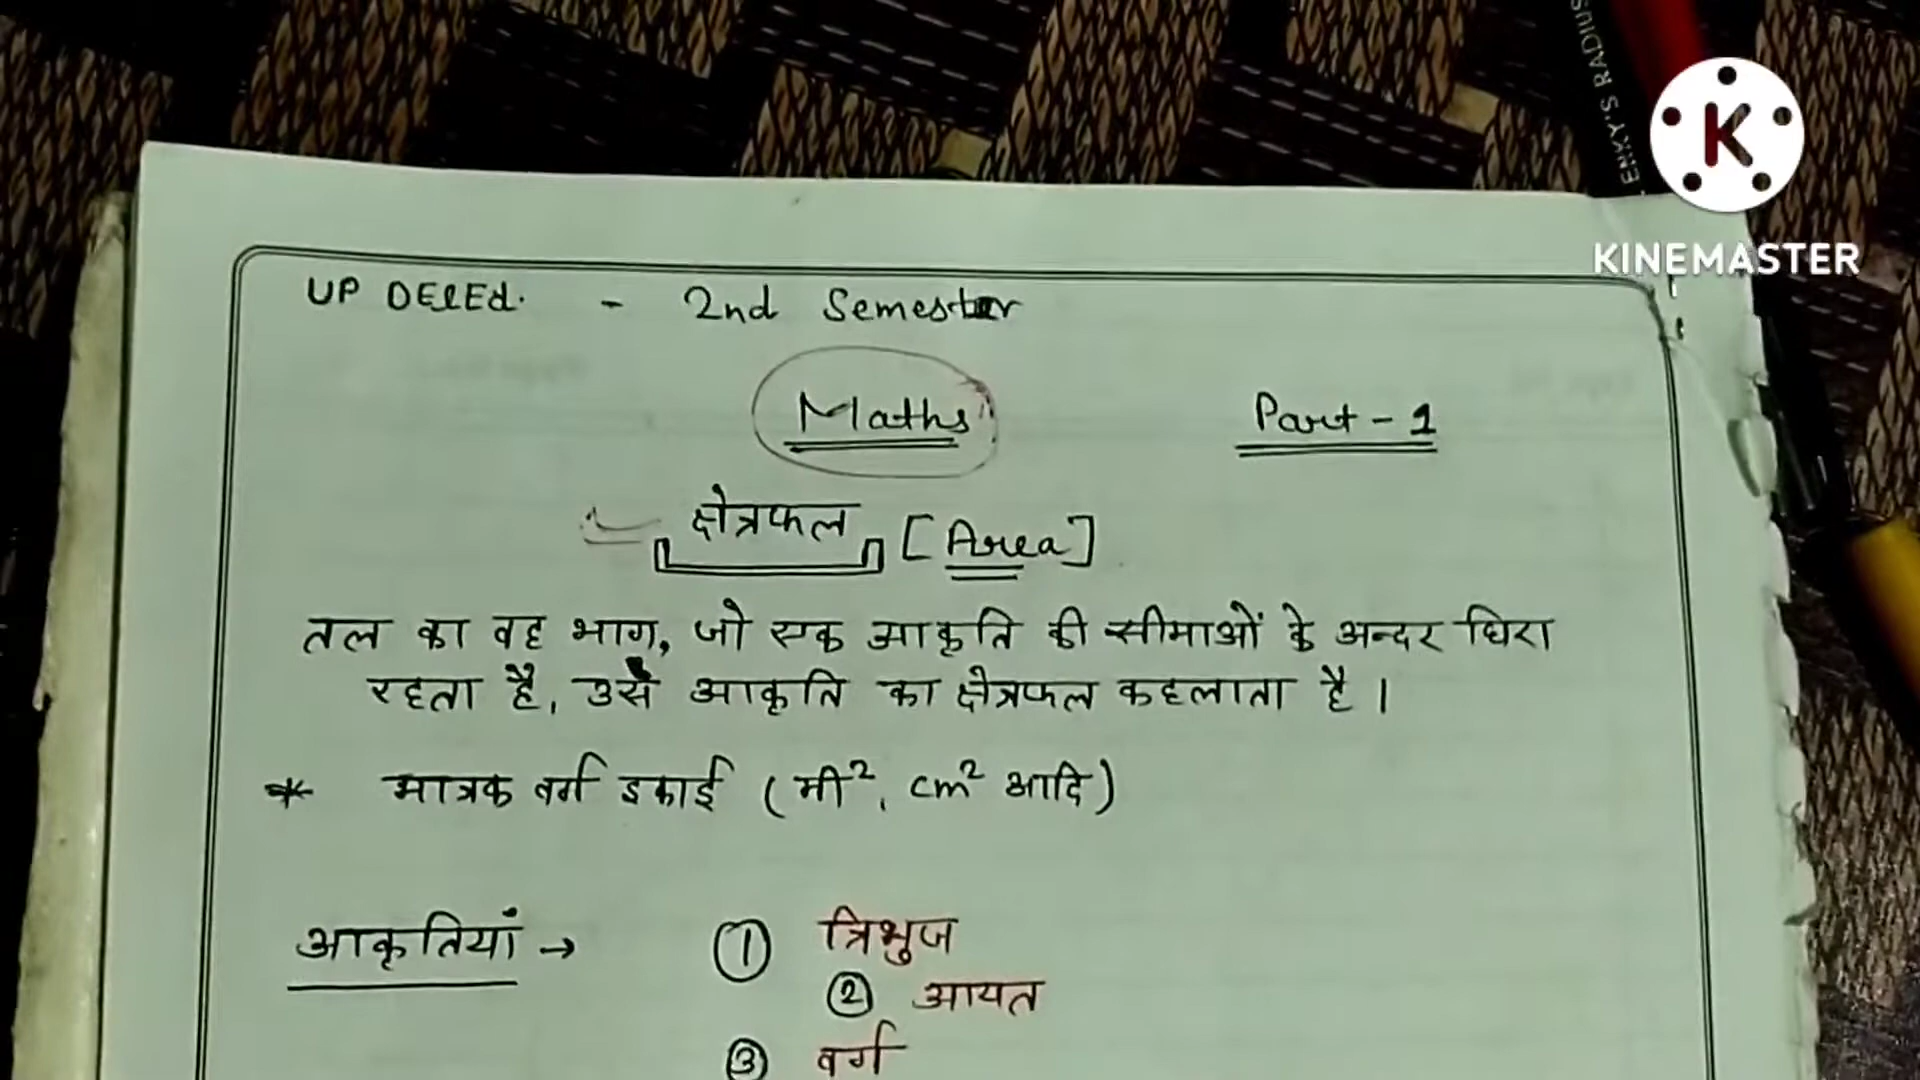 UP DElEd. - 2nd Semester
Maths
Part - 1
क्षेत्रफल [Area]
तल का वह भाग, जो एक आकृति की सीमाओं के अन्दर घिरा
रहता है, उसे आकृति का क्षेत्रफल कहलाता है।
* मात्रक वर्ग इकाई (मी², cm² आदि)
आकृतियां → ① त्रिभुज
② आयत
③ वर्ग
K
KINEMASTER